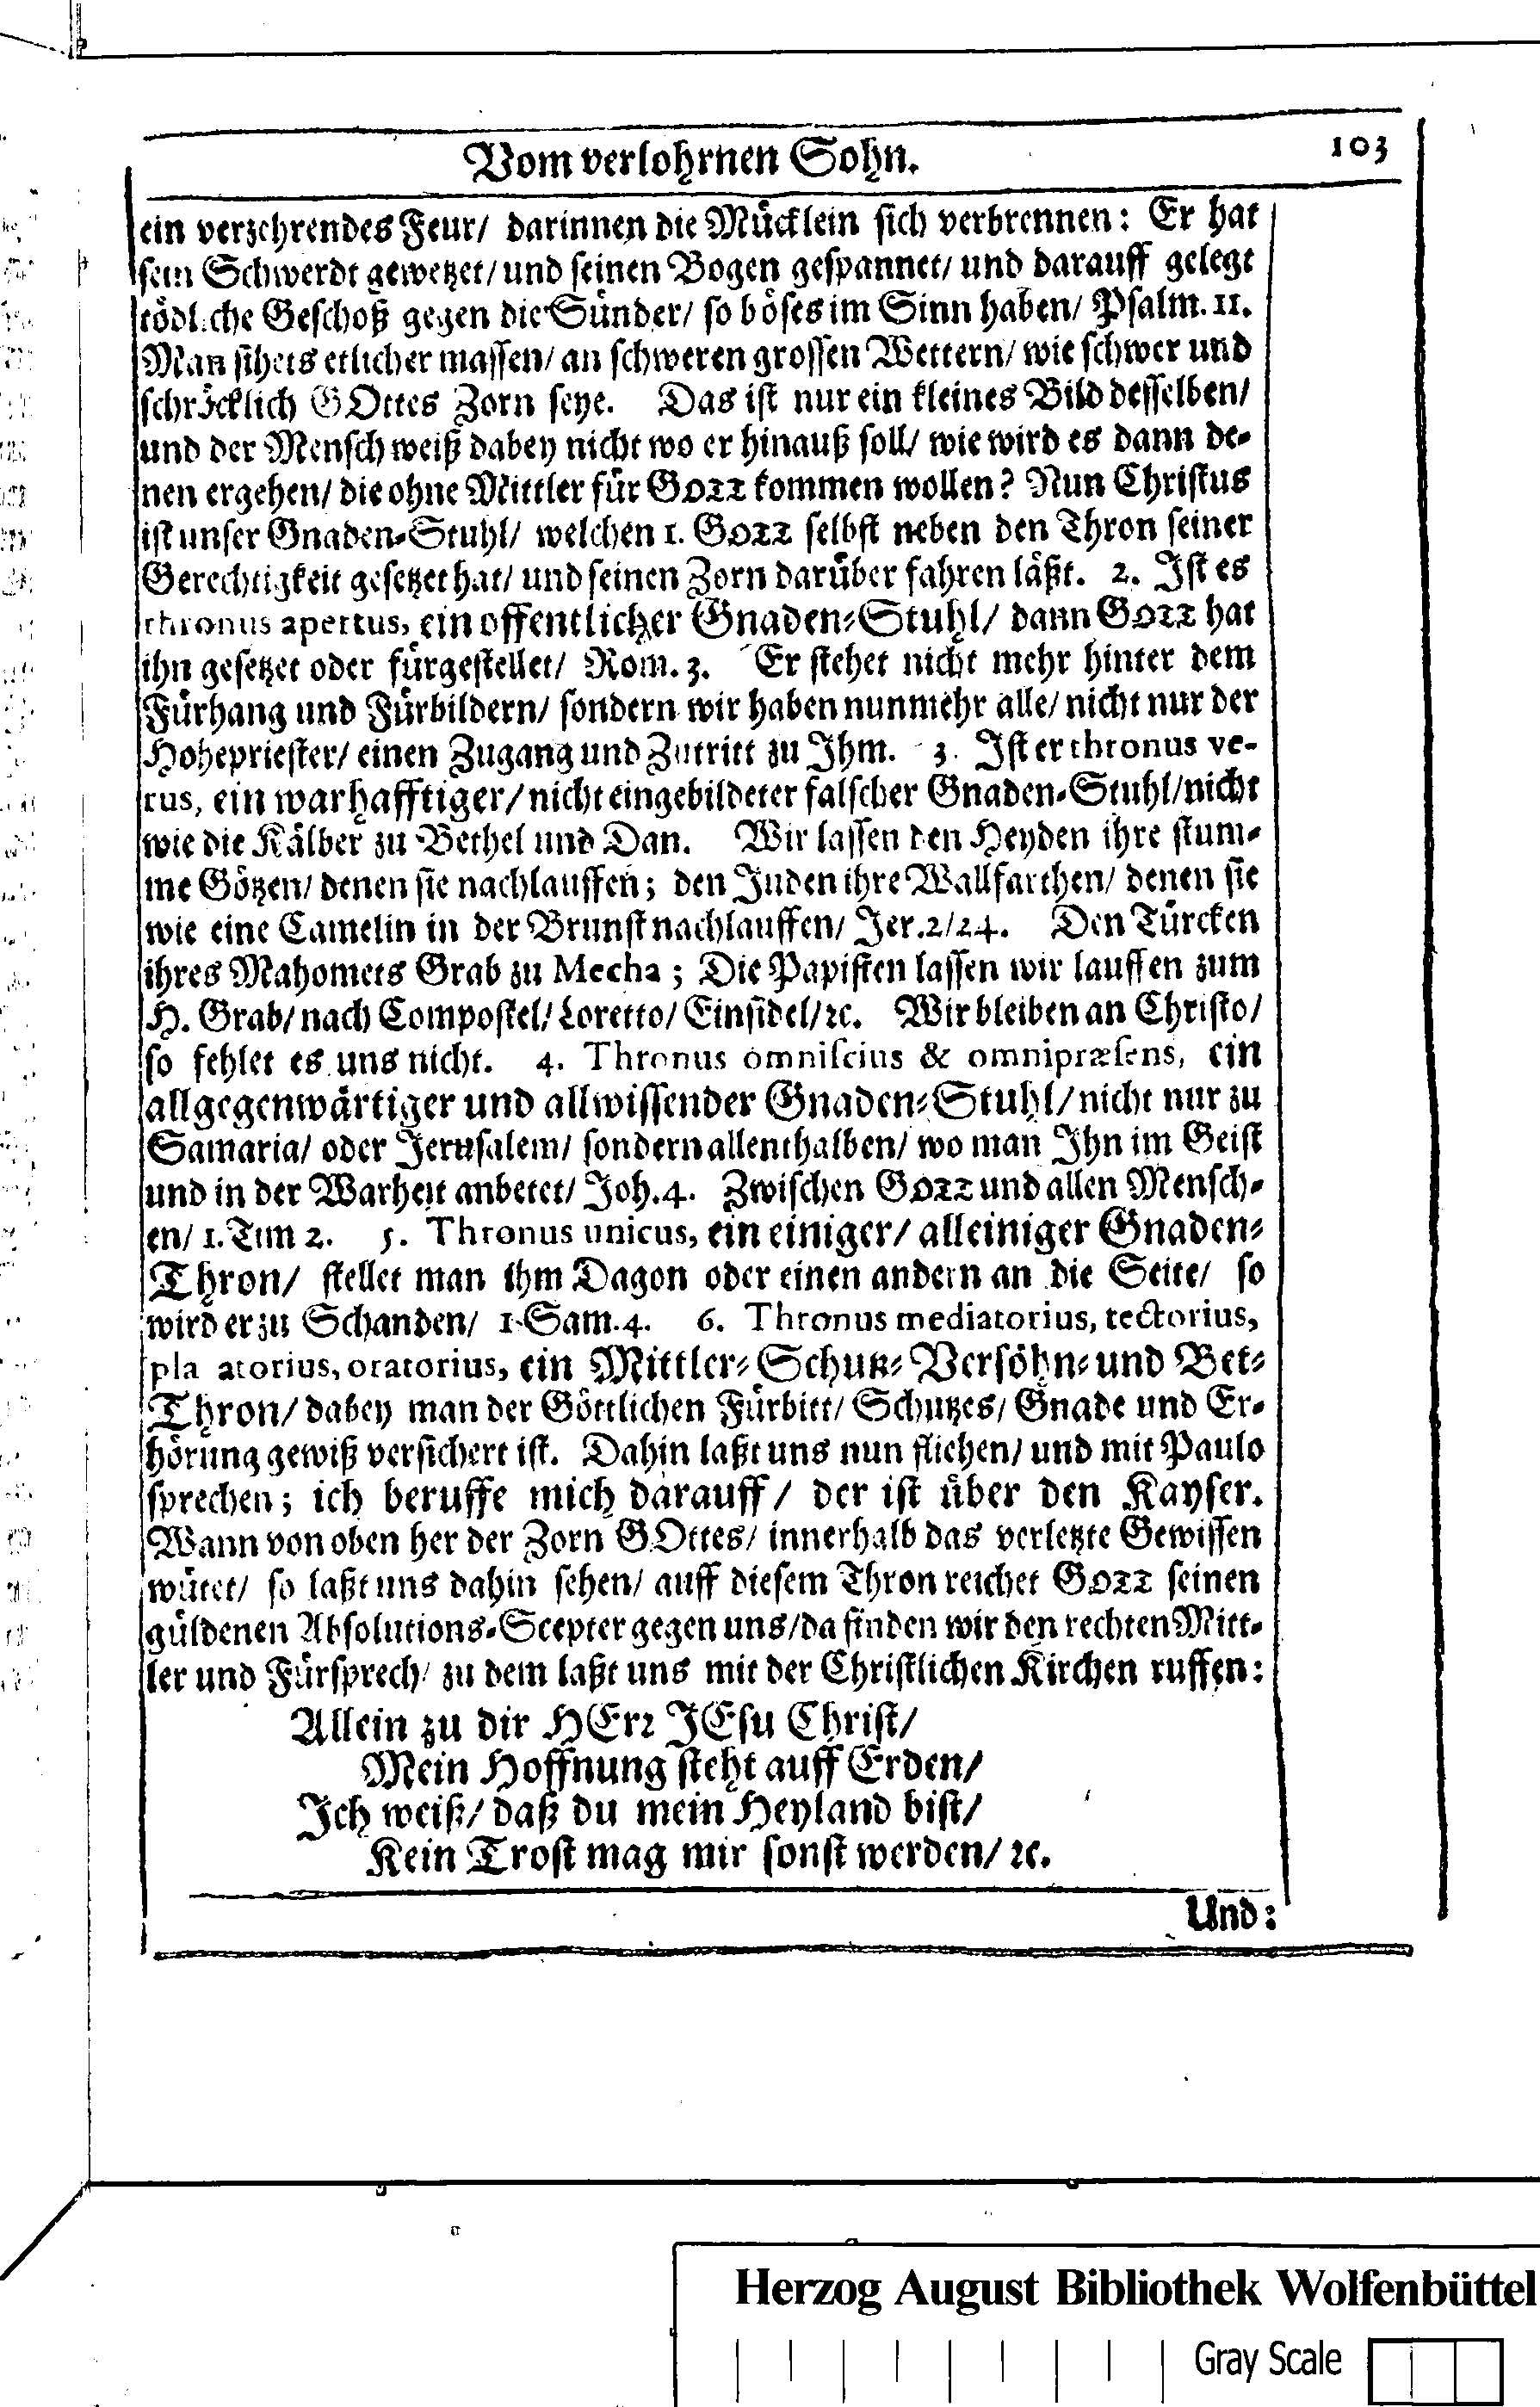 Vom verlohrnen Sohn. 103
ein verzehrendes Feur/ darinnen die Mücklein sich verbrennen: Er hat
sein Schwerdt gewetzet/ und seinen Bogen gespannet/ und darauff gelegt
tödliche Geschoß gegen die Sünder/ so böses im Sinn haben/ Psalm. 11.
Man sihets etlicher massen/ an schweren grossen Wettern/ wie schwer und
schröcklich GOttes Zorn seye. Das ist nur ein kleines Bild desselben/
und der Mensch weiß dabey nicht wo er hinauß soll/ wie wird es dann de-
nen ergehen/ die ohne Mittler für GOTT kommen wollen? Nun Christus
ist unser Gnaden-Stuhl/ welchen 1. GOTT selbst neben den Thron seiner
Gerechtigkeit gesetzet hat/ und seinen Zorn darüber fahren läßt. 2. Ist es
thronus apertus, ein offentlicher Gnaden-Stuhl/ dann GOTT hat
ihn gesetzet oder fürgestellet/ Rom. 3. Er stehet nicht mehr hinter dem
Fürhang und Fürbildern/ sondern wir haben nunmehr alle/ nicht nur der
Hohepriester/ einen Zugang und Zutritt zu Ihm. 3. Ist er thronus ve-
rus, ein warhafftiger/ nicht eingebildeter falscher Gnaden-Stuhl/ nicht
wie die Kälber zu Bethel und Dan. Wir lassen den Heyden ihre stum-
me Götzen/ denen sie nachlauffen; den Juden ihre Wallfarthen/ denen sie
wie eine Camelin in der Brunst nachlauffen/ Jer. 2/24. Den Türcken
ihres Mahomets Grab zu Mecha; Die Papisten lassen wir lauffen zum
H. Grab/ nach Compostel/ Loretto/ Einsidel/ ꝛc. Wir bleiben an Christo/
so fehlet es uns nicht. 4. Thronus omniscius & omnipræsens, ein
allgegenwärtiger und allwissender Gnaden-Stuhl/ nicht nur zu
Samaria/ oder Jerusalem/ sondern allenthalben/ wo man Ihn im Geist
und in der Warheit anbetet/ Joh. 4. Zwischen GOTT und allen Mensch-
en/ 1. Tim 2. 5. Thronus unicus, ein einiger/ alleiniger Gnaden-
Thron/ stellet man ihm Dagon oder einen andern an die Seite/ so
wird er zu Schanden/ 1. Sam. 4. 6. Thronus mediatorius, tectorius,
pla atorius, oratorius, ein Mittler-Schutz-Versöhn- und Bet-
Thron/ dabey man der Göttlichen Fürbitt/ Schutzes/ Gnade und Er-
hörung gewiß versichert ist. Dahin laßt uns nun fliehen/ und mit Paulo
sprechen; ich beruffe mich darauff/ der ist über den Kayser.
Wann von oben her der Zorn GOttes/ innerhalb das verletzte Gewissen
wütet/ so laßt uns dahin sehen/ auff diesem Thron reichet GOTT seinen
güldenen Absolutions-Scepter gegen uns/ da finden wir den rechten Mitt-
ler und Fürsprech/ zu dem laßt uns mit der Christlichen Kirchen ruffen:
Allein zu dir HErr JEsu Christ/
Mein Hoffnung steht auff Erden/
Ich weiß/ daß du mein Heyland bist/
Kein Trost mag mir sonst werden/ ꝛc.
Und:
Herzog August Bibliothek Wolfenbüttel
Gray Scale